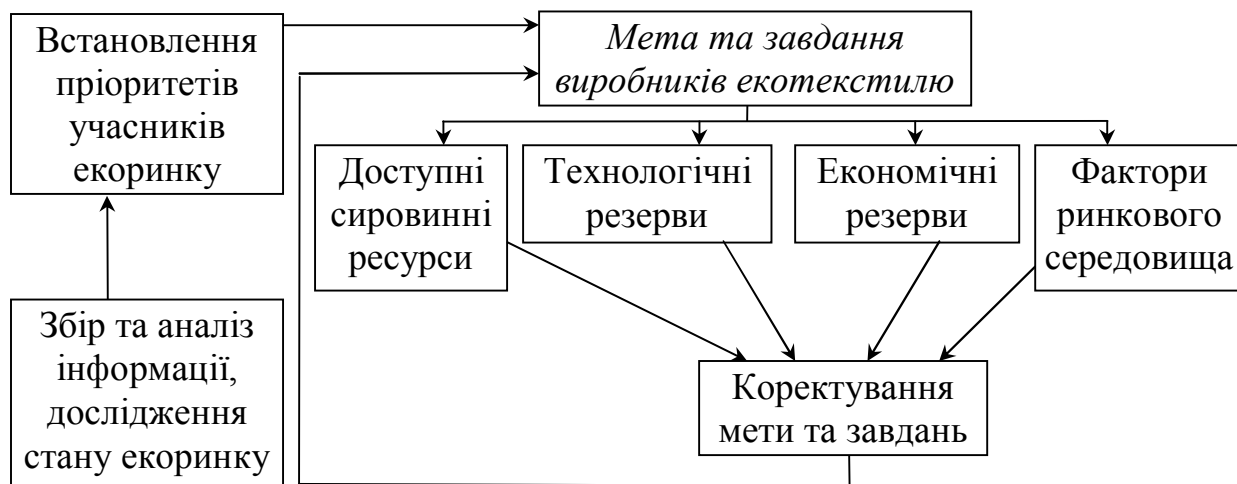 Встановлення
пріоритетів
учасників
екоринку
Мета та завдання
виробників екотекстилю
Доступні
сировинні
ресурси
Технологічні
резерви
Економічні
резерви
Фактори
ринкового
середовища
Збір та аналіз
інформації,
дослідження
стану екоринку
Коректування
мети та завдань